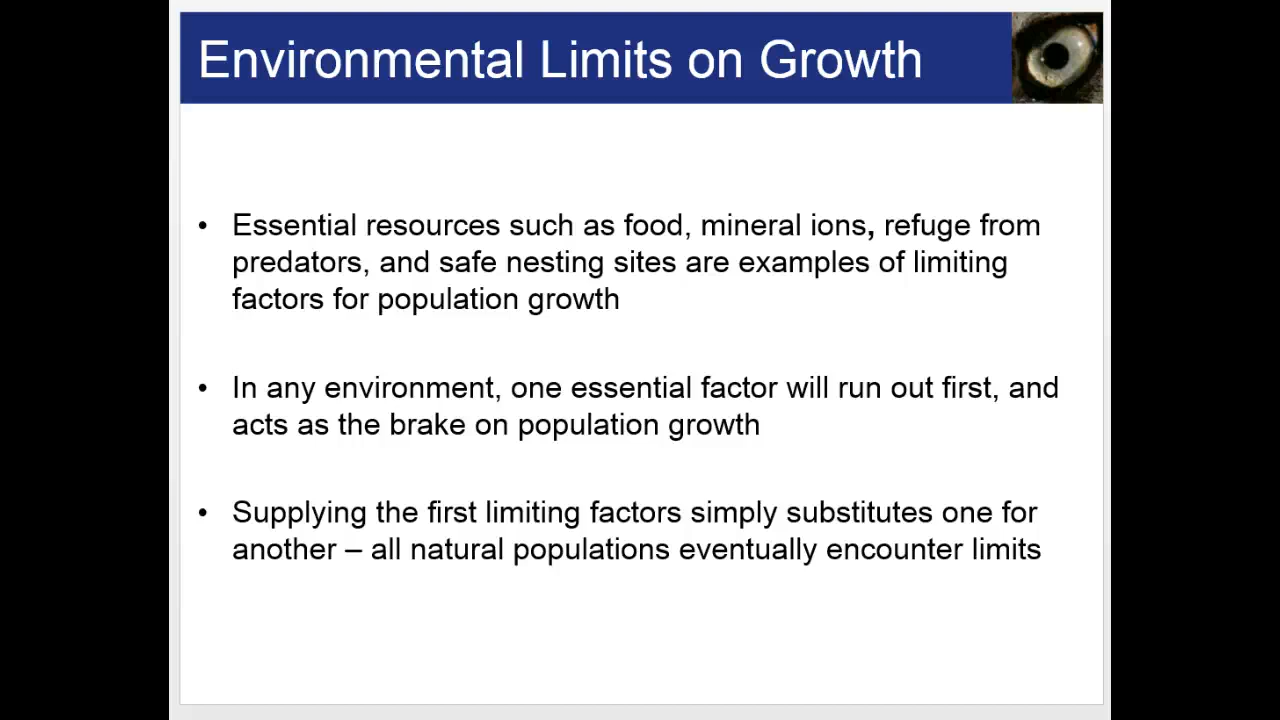 Environmental Limits on Growth
• Essential resources such as food, mineral ions, refuge from
predators, and safe nesting sites are examples of limiting
factors for population growth
• In any environment, one essential factor will run out first, and
acts as the brake on population growth
• Supplying the first limiting factors simply substitutes one for
another – all natural populations eventually encounter limits